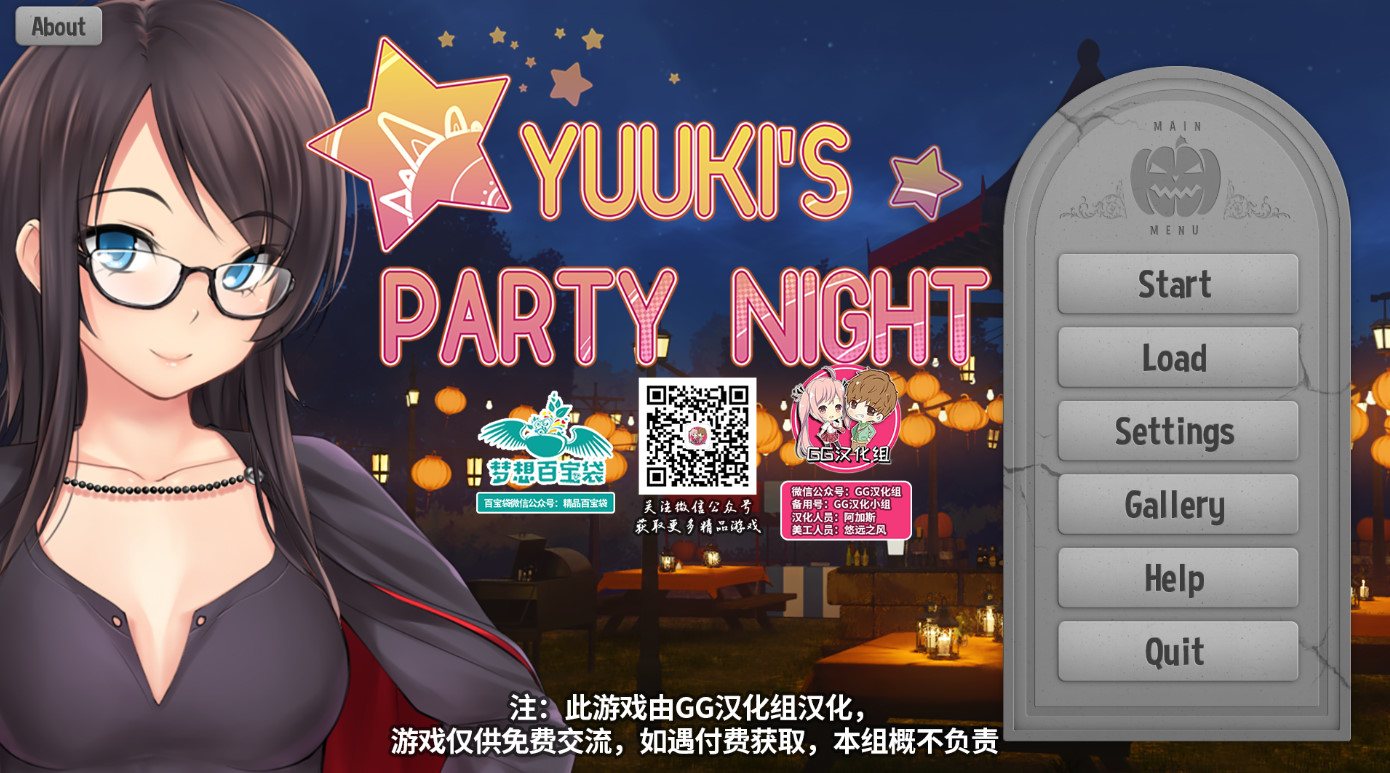 About
YUUKI'S
PARTY NIGHT
MAIN
MENU
Start
Load
Settings
Gallery
Help
Quit
梦想百宝袋
百宝袋微信公众号：精品百宝袋
关注微信公众号
获取更多精品游戏
GG汉化组
微信公众号：GG汉化组
备用号：GG汉化小组
汉化人员：阿加斯
美工人员：悠远之风
注：此游戏由GG汉化组汉化，
游戏仅供免费交流，如遇付费获取，本组概不负责